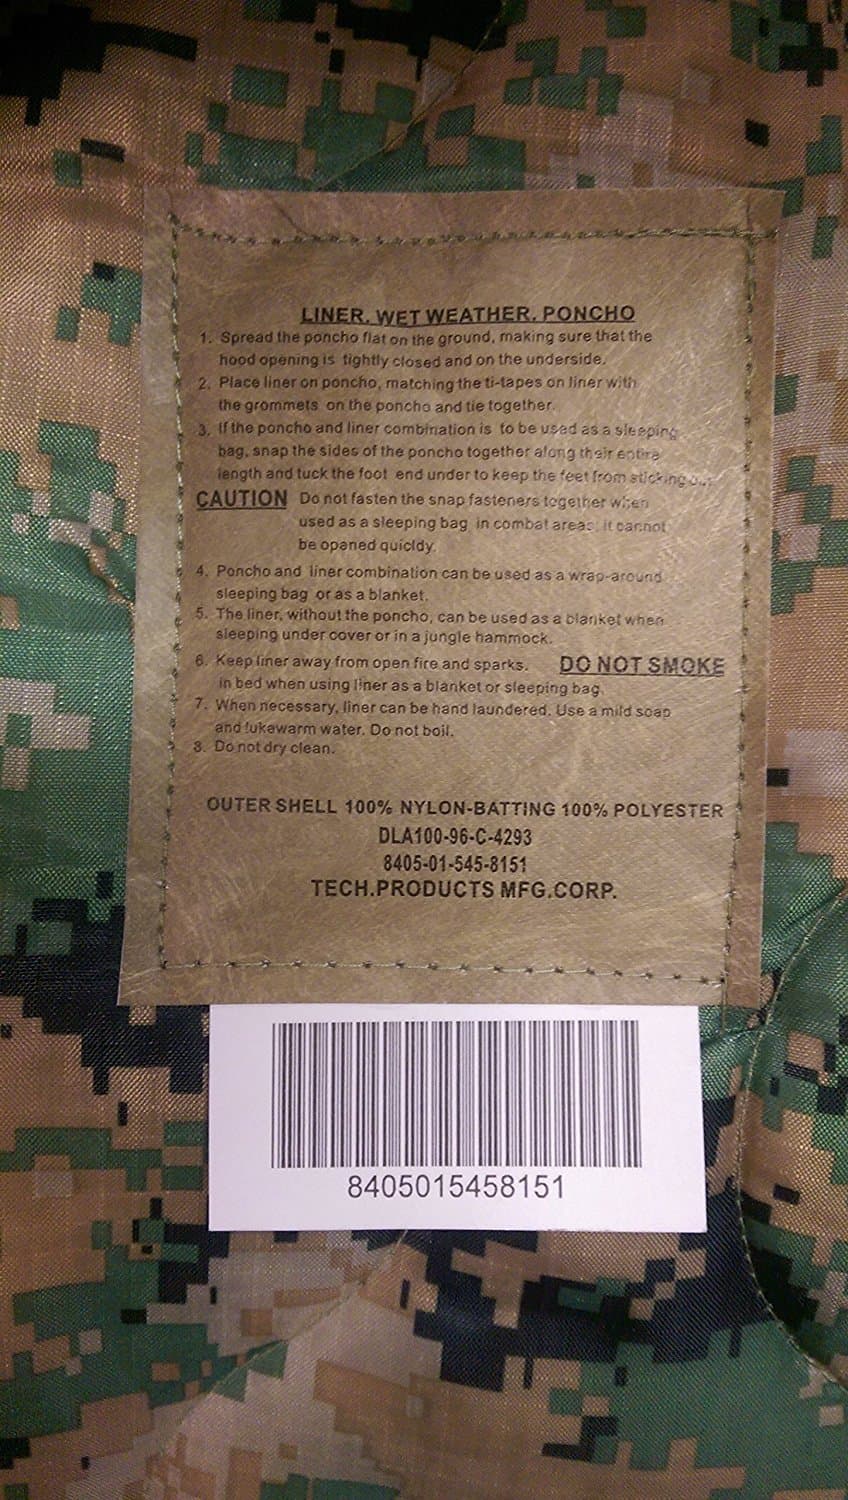 LINER, WET WEATHER, PONCHO
1. Spread the poncho flat on the ground, making sure that the
hood opening is tightly closed and on the underside.
2. Place liner on poncho, matching the ti-tapes on liner with
the grommets on the poncho and tie together.
3. If the poncho and liner combination is to be used as a sleeping
bag, snap the sides of the poncho together along their entire
length and tuck the foot end under to keep the feet from sticking out.
CAUTION Do not fasten the snap fasteners together when
used as a sleeping bag in combat areas. It cannot
be opened quicldy.
4. Poncho and liner combination can be used as a wrap-around
sleeping bag or as a blanket.
5. The liner, without the poncho, can be used as a blanket when
sleeping under cover or in a jungle hammock.
6. Keep liner away from open fire and sparks. DO NOT SMOKE
in bed when using liner as a blanket or sleeping bag.
7. When necessary, liner can be hand laundered. Use a mild soap
and lukewarm water. Do not boil.
8. Do not dry clean.
OUTER SHELL 100% NYLON-BATTING 100% POLYESTER
DLA100-96-C-4293
8405-01-545-8151
TECH.PRODUCTS MFG.CORP.
8405015458151